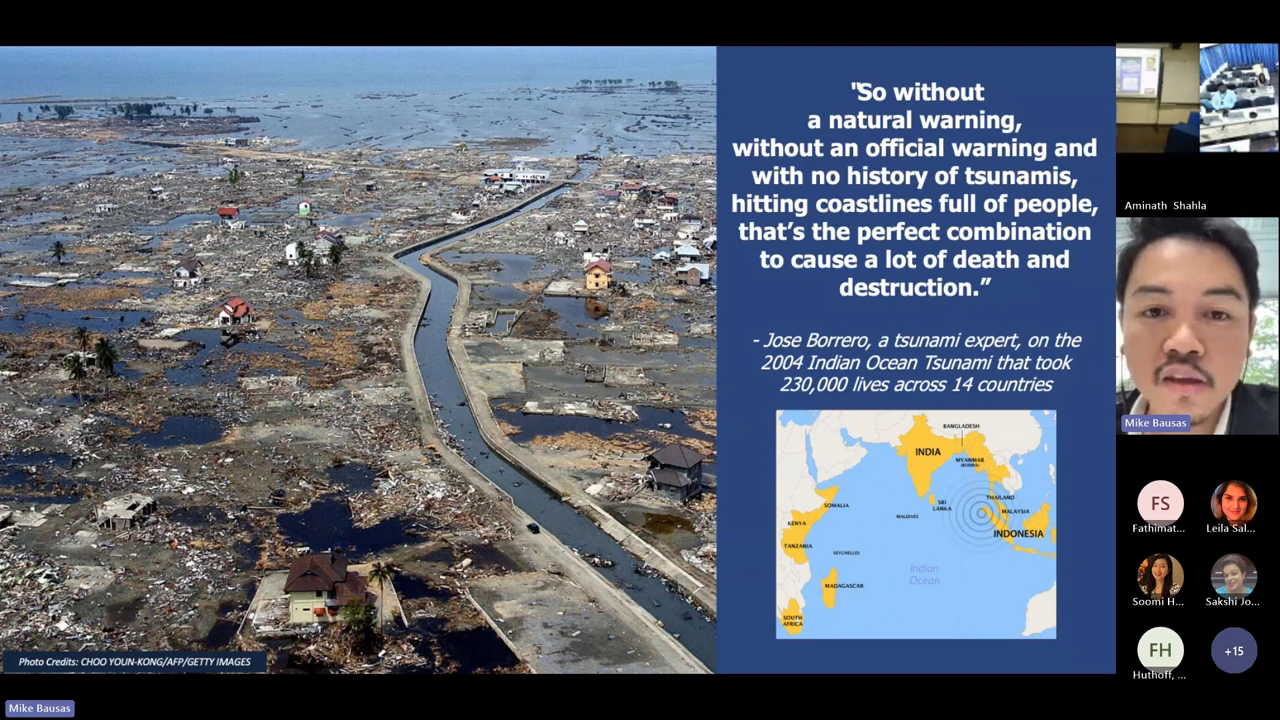 "So without
a natural warning,
without an official warning and
with no history of tsunamis,
hitting coastlines full of people,
that's the perfect combination
to cause a lot of death and
destruction."
- Jose Borrero, a tsunami expert, on the
2004 Indian Ocean Tsunami that took
230,000 lives across 14 countries
BANGLADESH
INDIA
MYANMAR
(BURMA)
THAILAND
SRI
LANKA
SOMALIA
MALDIVES
MALAYSIA
KENYA
INDONESIA
TANZANIA
SEYCHELLES
Indian
Ocean
MADAGASCAR
SOUTH
AFRICA
Photo Credits: CHOO YOUN-KONG/AFP/GETTY IMAGES
Mike Bausas
Aminath Shahla
Mike Bausas
FS
Fathimat...
Leila Sal...
Soomi H...
Sakshi Jo...
FH
Huthoff, ...
+15